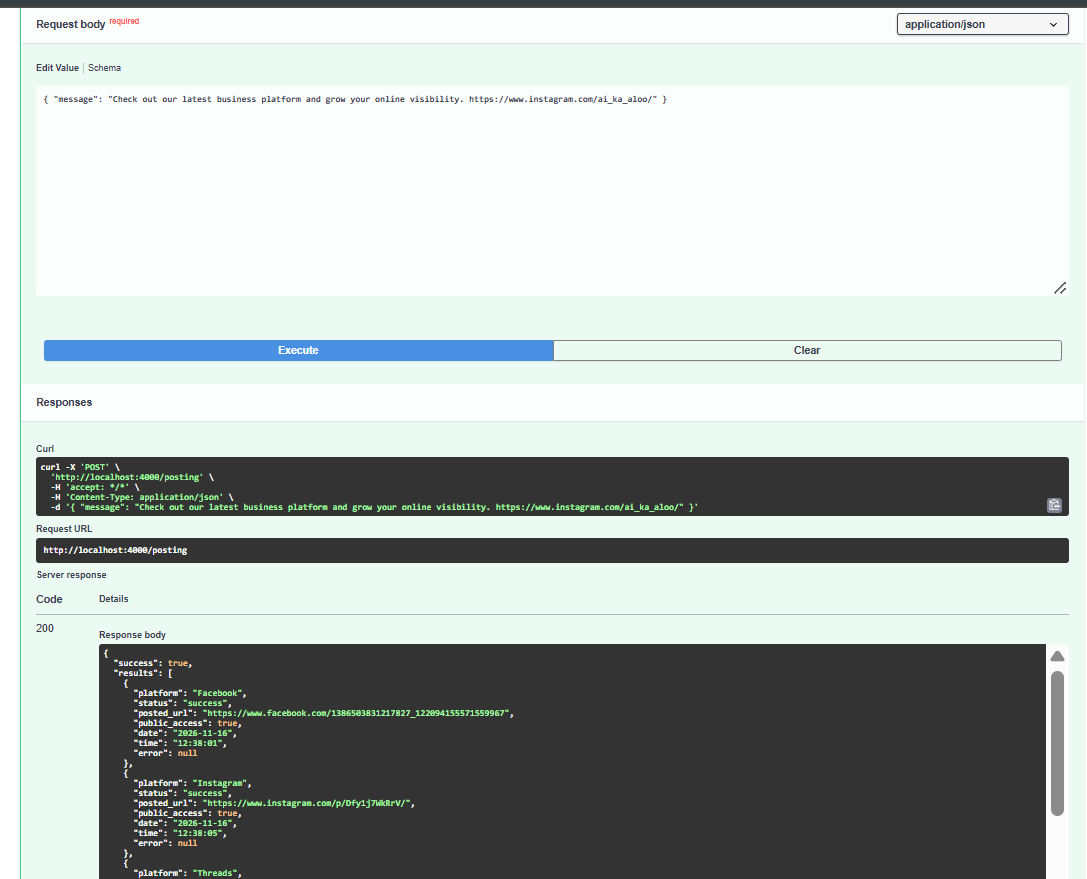 Request body required
application/json
Edit Value | Schema
{ "message": "Check out our latest business platform and grow your online visibility. https://www.instagram.com/ai_ka_aloo/" }
Execute
Clear
Responses
Curl
curl -X 'POST' \
  'http://localhost:4000/posting' \
  -H 'accept: */*' \
  -H 'Content-Type: application/json' \
  -d '{ "message": "Check out our latest business platform and grow your online visibility. https://www.instagram.com/ai_ka_aloo/" }'
Request URL
http://localhost:4000/posting
Server response
Code
Details
200
Response body
{
  "success": true,
  "results": [
    {
      "platform": "Facebook",
      "status": "success",
      "posted_url": "https://www.facebook.com/1386503831217827_122094155571559967",
      "public_access": true,
      "date": "2026-11-16",
      "time": "12:38:01",
      "error": null
    },
    {
      "platform": "Instagram",
      "status": "success",
      "posted_url": "https://www.instagram.com/p/Dfy1j7WkRrV/",
      "public_access": true,
      "date": "2026-11-16",
      "time": "12:38:05",
      "error": null
    },
    {
      "platform": "Threads",